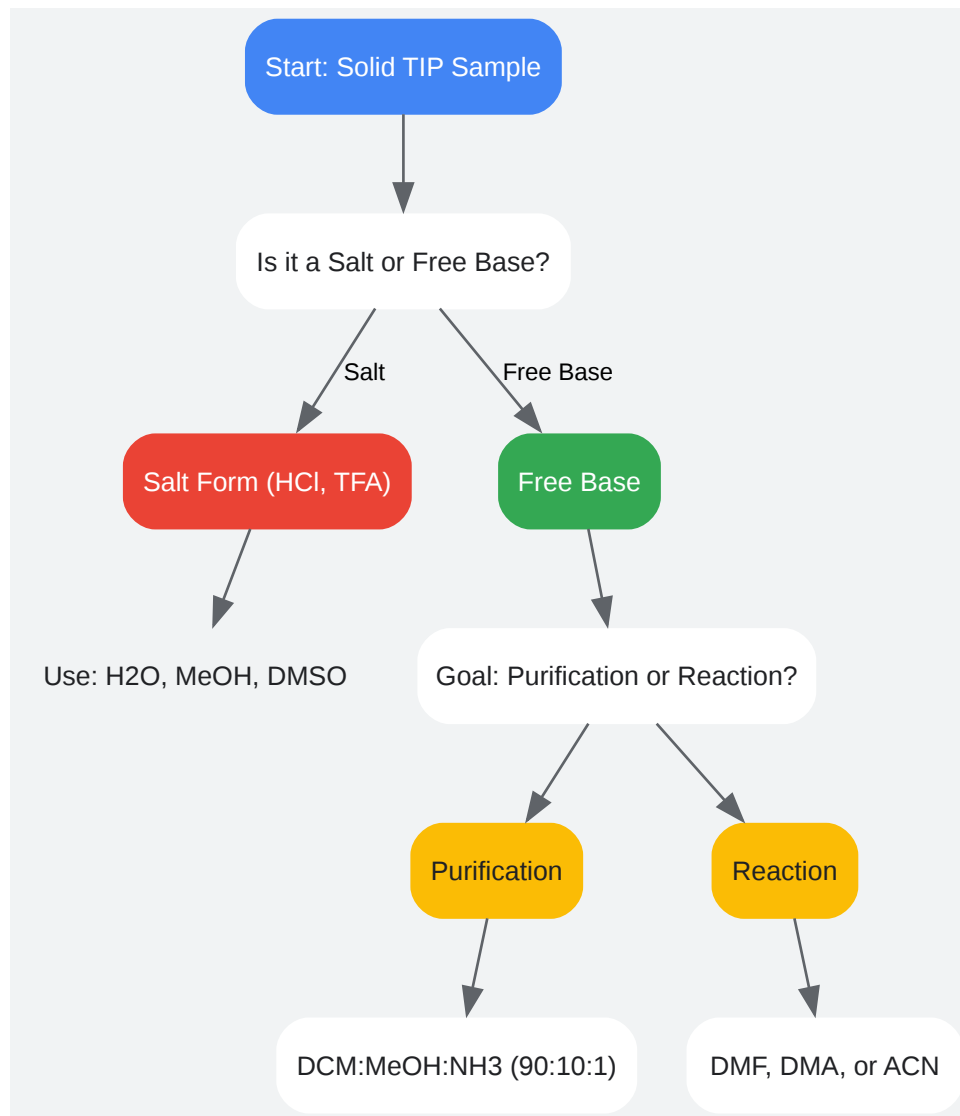 Start: Solid TIP Sample
Is it a Salt or Free Base?
Salt
Free Base
Salt Form (HCl, TFA)
Free Base
Use: H2O, MeOH, DMSO
Goal: Purification or Reaction?
Purification
Reaction
DCM:MeOH:NH3 (90:10:1)
DMF, DMA, or ACN